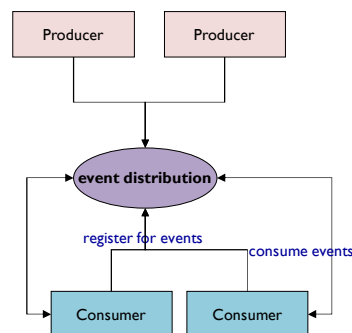 Producer
Producer
event distribution
register for events
consume events
Consumer
Consumer